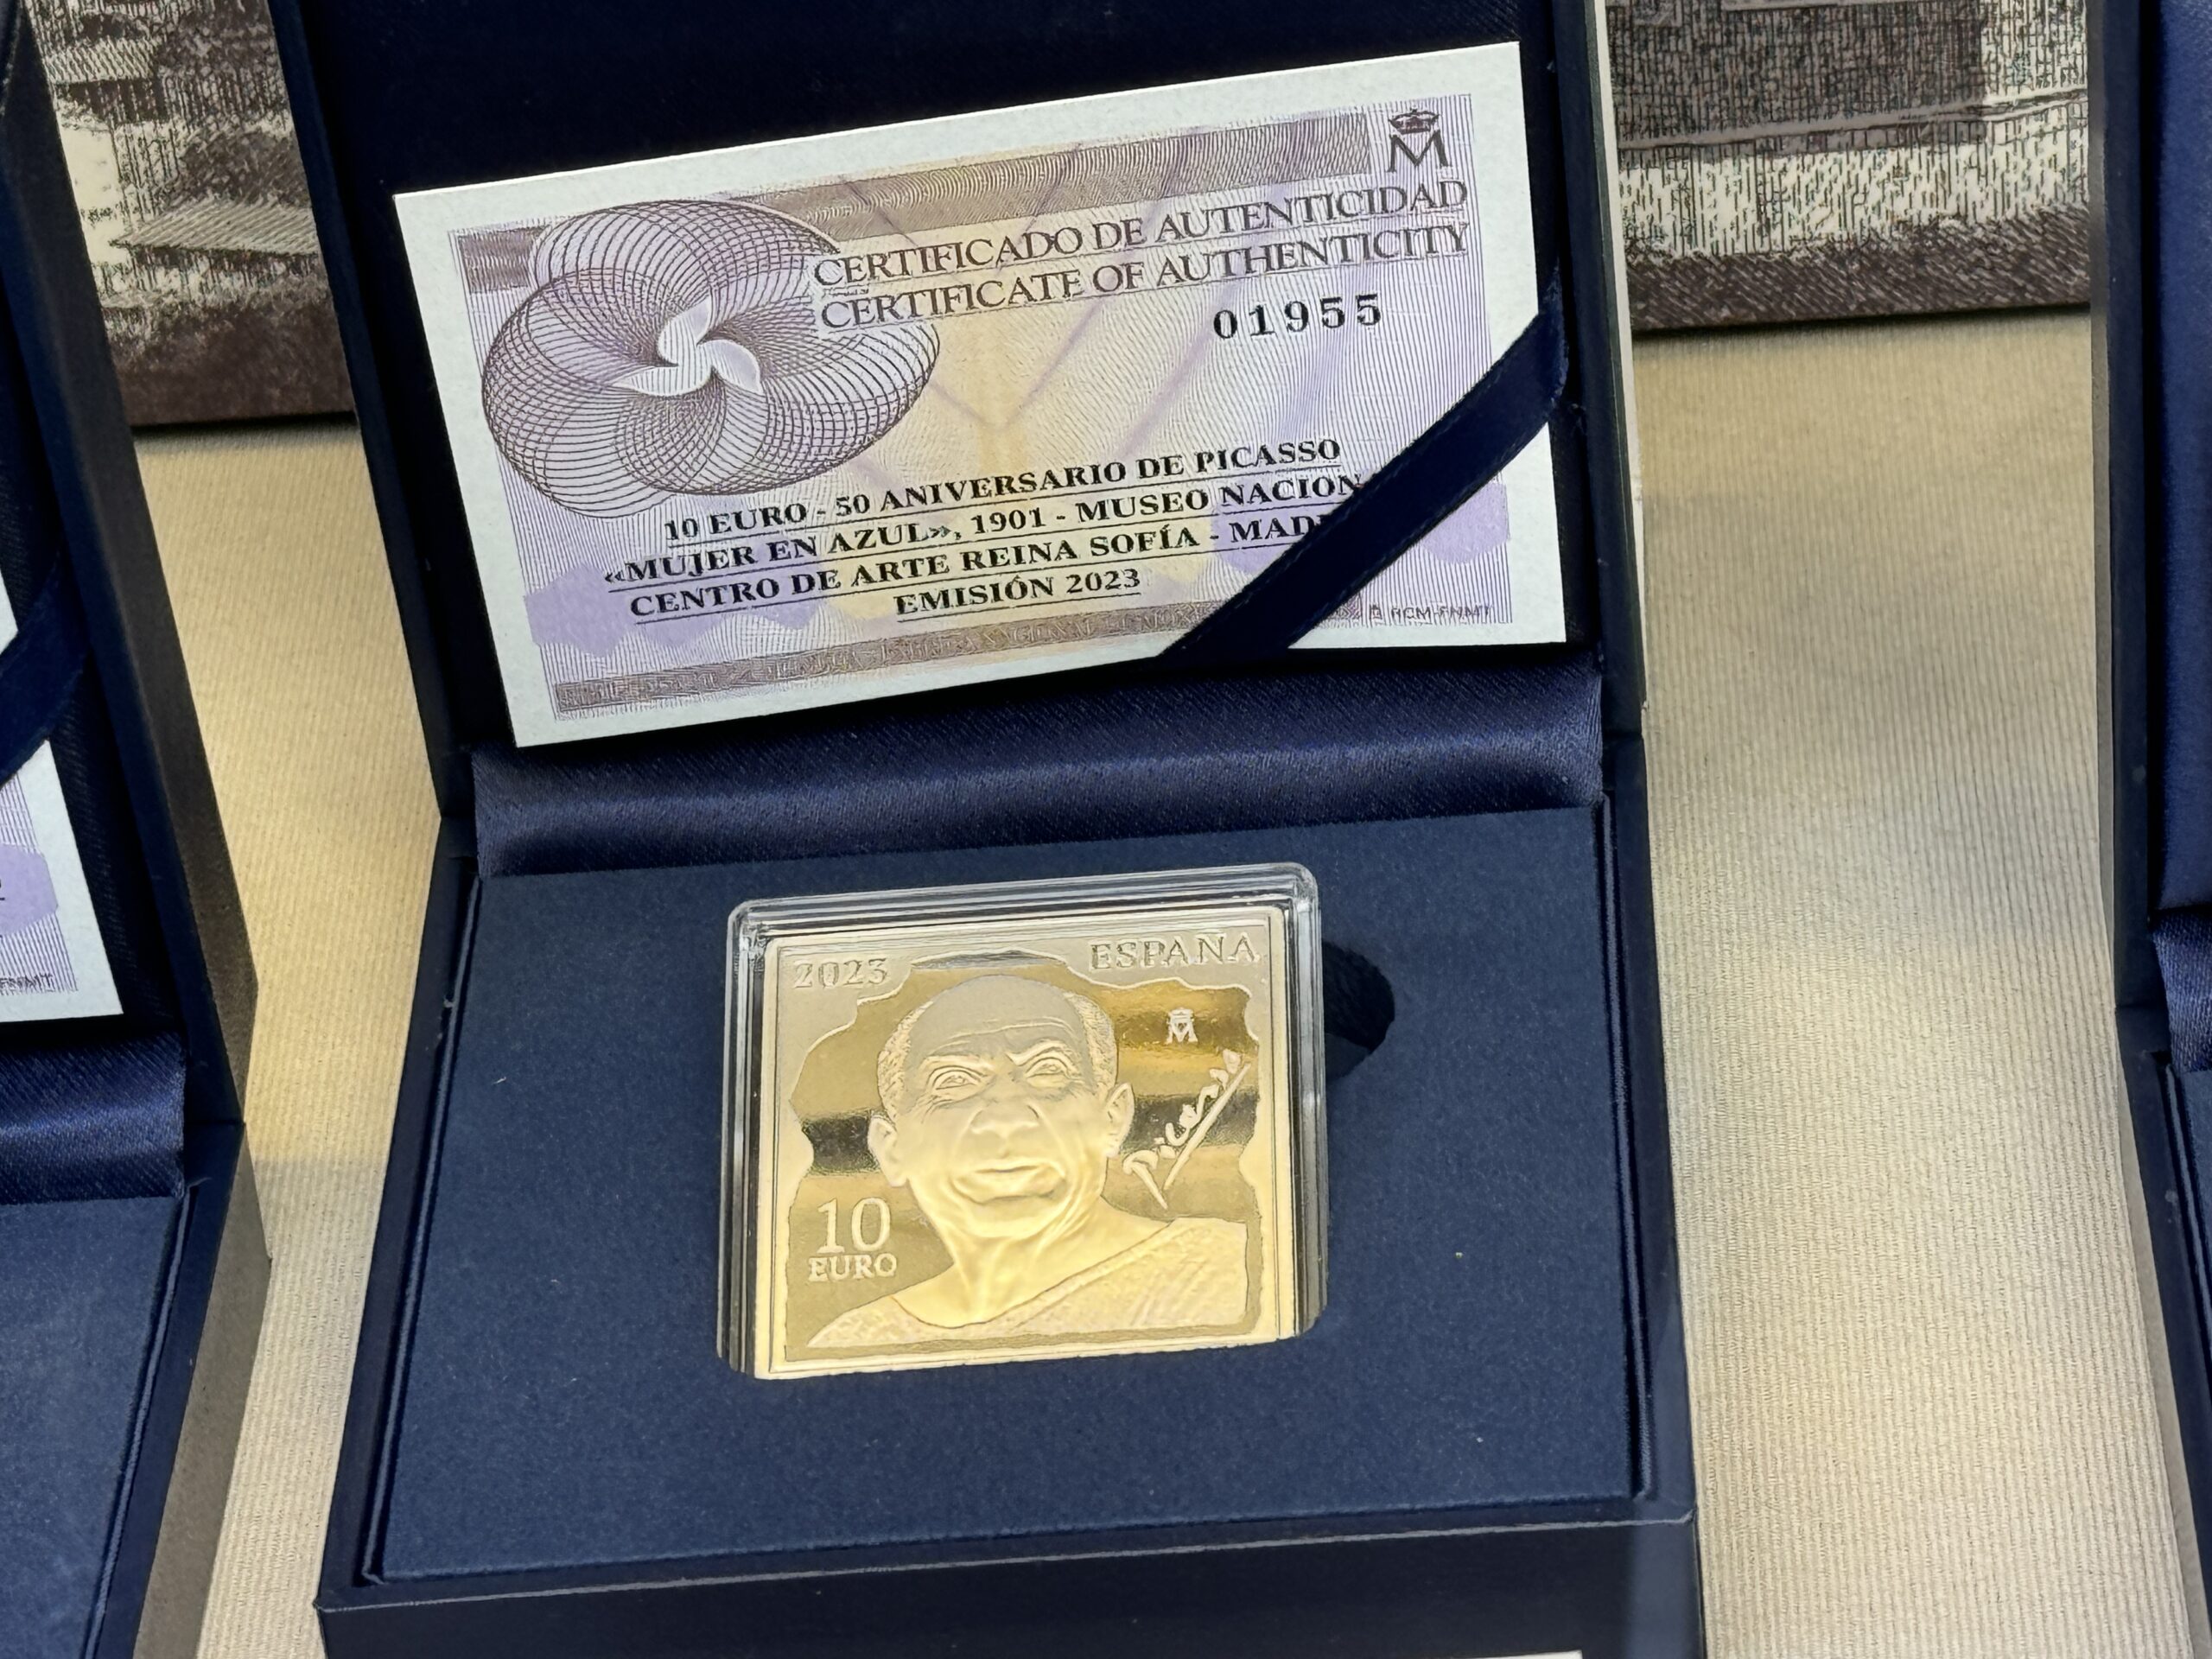 M
CERTIFICADO DE AUTENTICIDAD
CERTIFICATE OF AUTHENTICITY
01955
10 EURO - 50 ANIVERSARIO DE PICASSO
«MUJER EN AZUL», 1901 - MUSEO NACION
CENTRO DE ARTE REINA SOFÍA - MAD
EMISIÓN 2023
RCM-FNMT
FNMT
2023
ESPAÑA
M
Picasso
10
EURO